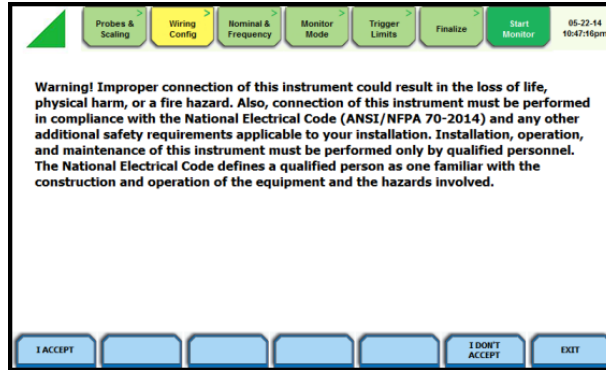 Probes & Scaling > Wiring Config > Nominal & Frequency > Monitor Mode > Trigger Limits > Finalize > Start Monitor > 05-22-14 10:47:16pm
Warning! Improper connection of this instrument could result in the loss of life,
physical harm, or a fire hazard. Also, connection of this instrument must be performed
in compliance with the National Electrical Code (ANSI/NFPA 70-2014) and any other
additional safety requirements applicable to your installation. Installation, operation,
and maintenance of this instrument must be performed only by qualified personnel.
The National Electrical Code defines a qualified person as one familiar with the
construction and operation of the equipment and the hazards involved.
I ACCEPT I DON'T ACCEPT EXIT